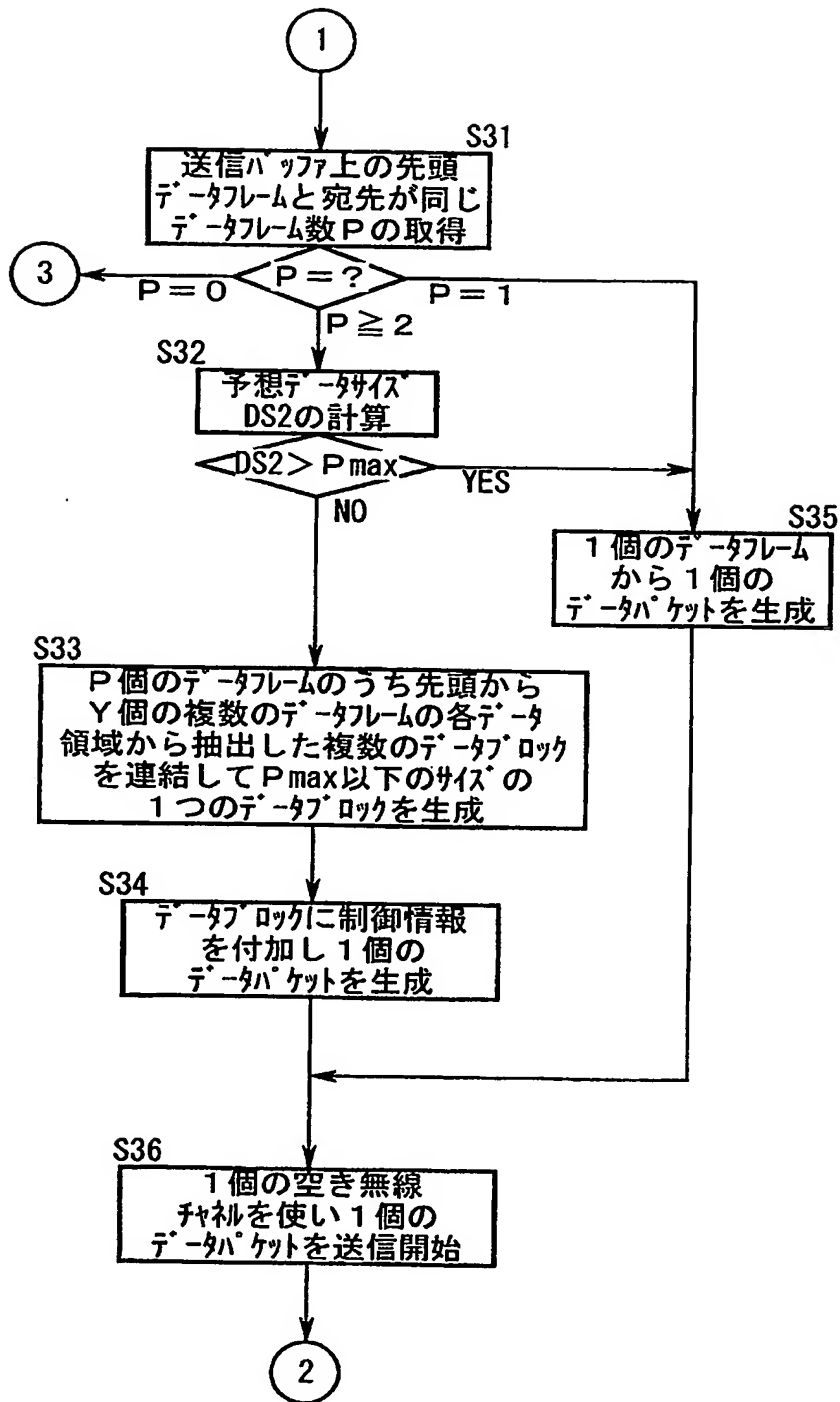 1
S31
送信バッファ上の先頭
データフレームと宛先が同じ
データフレーム数Pの取得
3
P=0
P=?
P=1
P≧2
S32
予想データサイズ
DS2の計算
DS2>Pmax
YES
NO
S35
1個のデータフレーム
から1個の
データパケットを生成
S33
P個のデータフレームのうち先頭から
Y個の複数のデータフレームの各データ
領域から抽出した複数のデータブロック
を連結してPmax以下のサイズの
1つのデータブロックを生成
S34
データブロックに制御情報
を付加し1個の
データパケットを生成
S36
1個の空き無線
チャネルを使い1個の
データパケットを送信開始
2